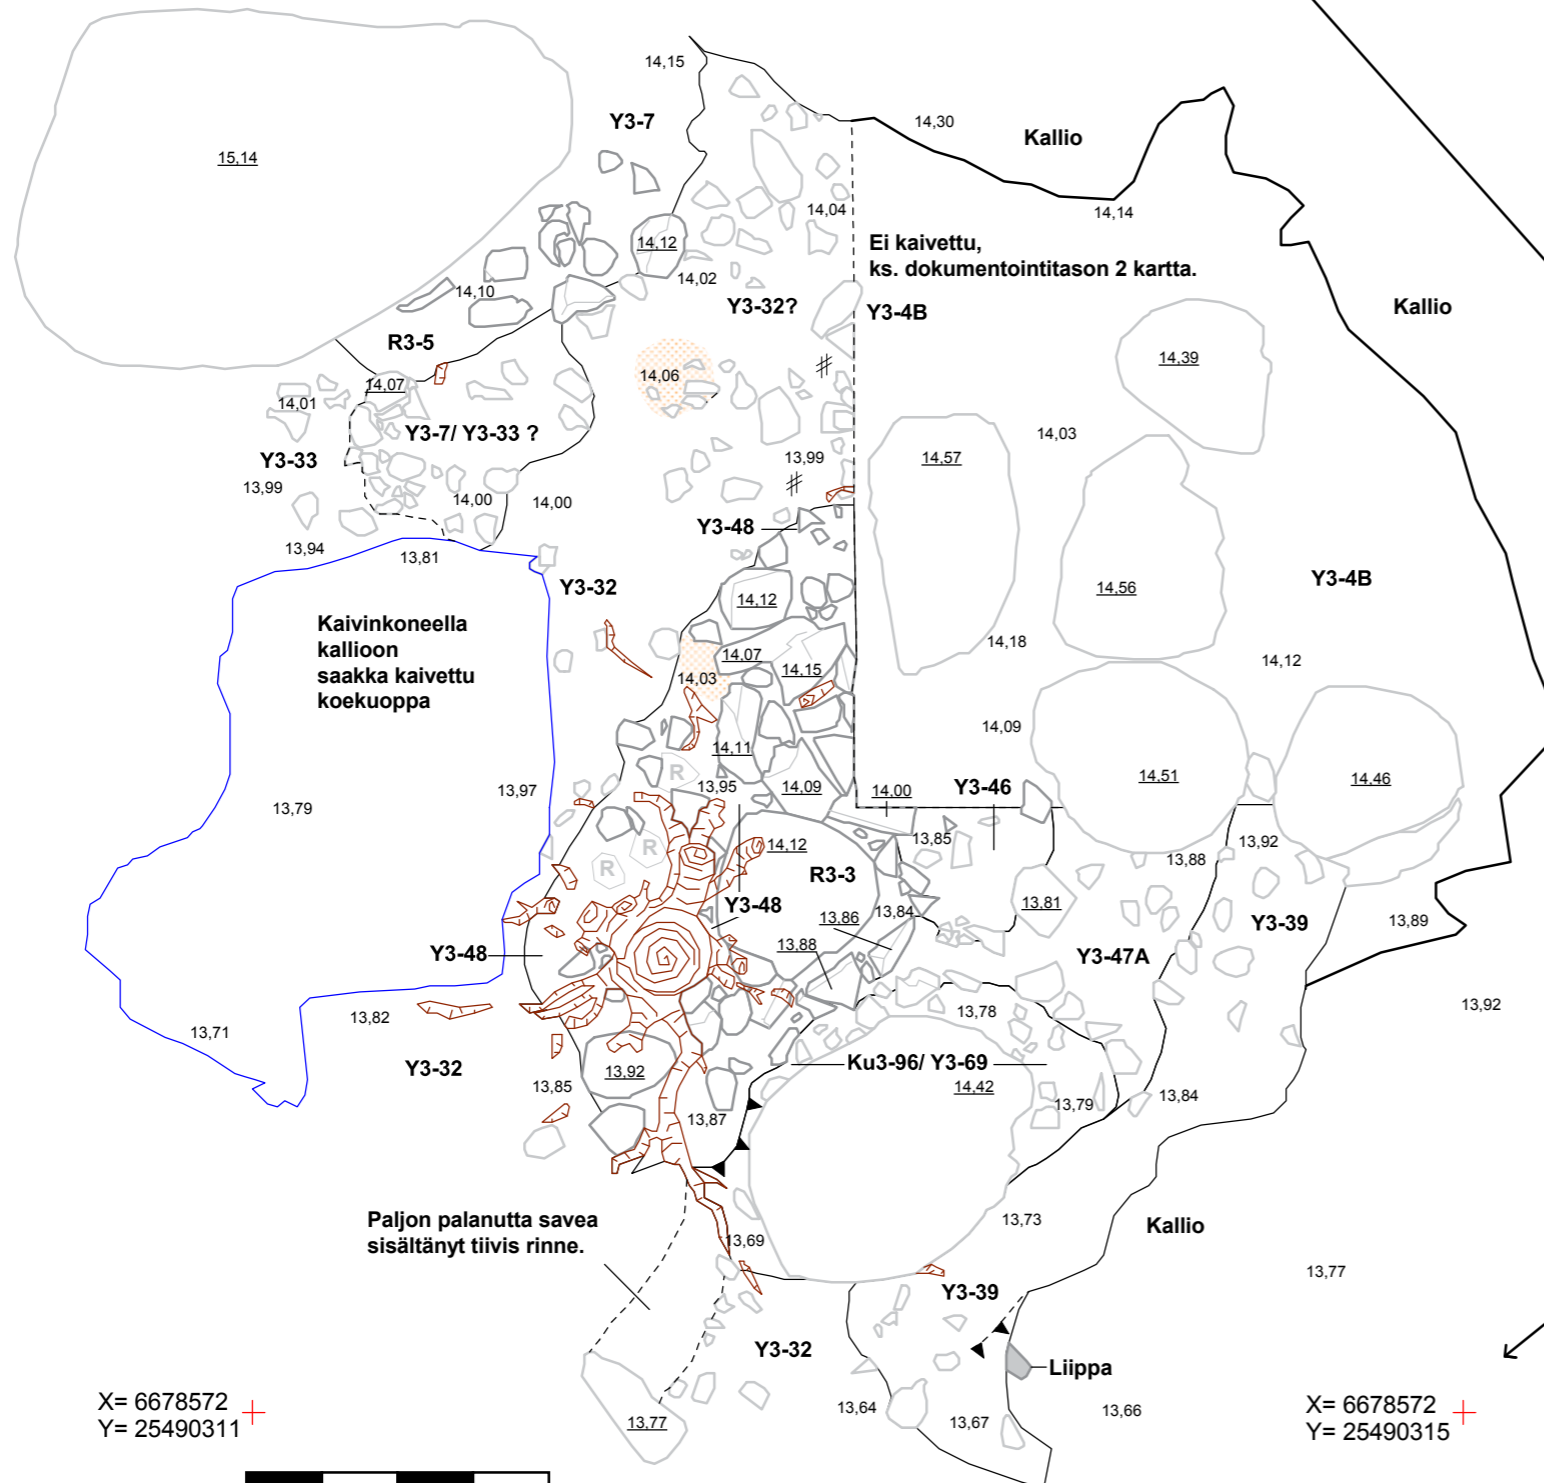 14,15
Y3-7
14,30
Kallio
15,14
14,04
14,14
14,12
Ei kaivettu,
ks. dokumentointitason 2 kartta.
14,02
14,10
Y3-32?
Y3-4B
Kallio
R3-5
14,39
14,06
14,07
14,01
Y3-7/ Y3-33 ?
14,03
Y3-33
13,99
14,57
13,99
14,00
14,00
Y3-48
13,94
13,81
Y3-32
14,12
14,56
Y3-4B
Kaivinkoneella
kallioon
saakka kaivettu
koekuoppa
14,18
14,07
14,15
14,12
14,03
14,09
14,11
R
13,95
14,09
14,00
Y3-46
14,51
14,46
13,79
13,97
14,12
13,85
13,92
13,88
R
R
R3-3
Y3-48
13,86
13,84
13,81
Y3-39
13,89
Y3-48
13,88
Y3-47A
13,82
13,71
13,78
13,92
Y3-32
13,92
Ku3-96/ Y3-69
13,85
14,42
13,79
13,84
13,87
Paljon palanutta savea
sisältänyt tiivis rinne.
13,73
Kallio
13,69
13,77
Y3-39
Y3-32
Liippa
X= 6678572
Y= 25490311
13,77
13,64
13,67
13,66
X= 6678572
Y= 25490315